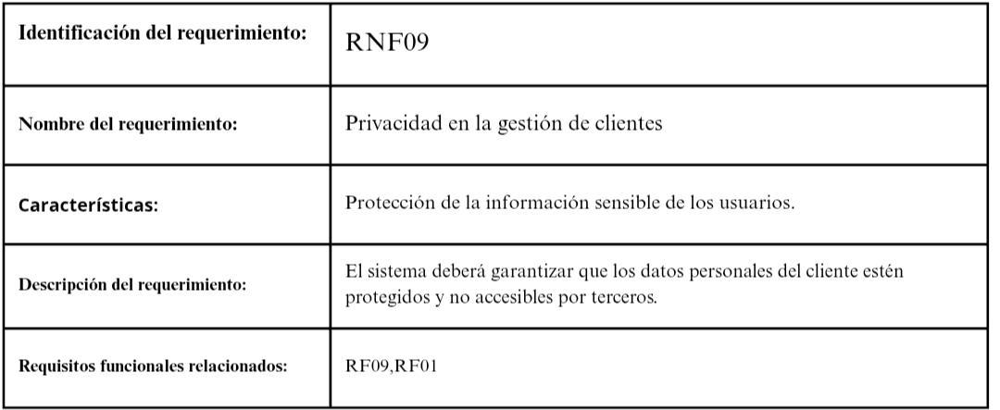 Identificación del requerimiento:
RNF09
Nombre del requerimiento:
Privacidad en la gestión de clientes
Características:
Protección de la información sensible de los usuarios.
Descripción del requerimiento:
El sistema deberá garantizar que los datos personales del cliente estén
protegidos y no accesibles por terceros.
Requisitos funcionales relacionados:
RF09,RF01